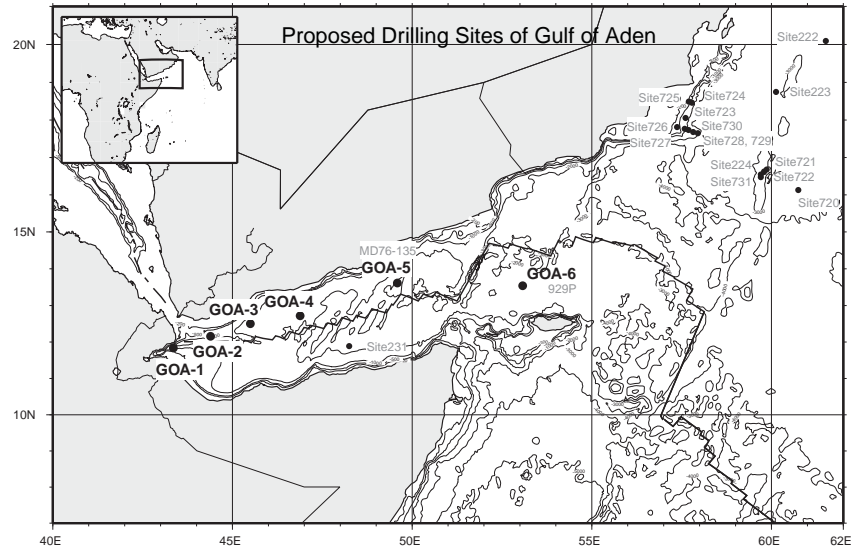 Proposed Drilling Sites of Gulf of Aden
20N
15N
10N
40E
45E
50E
55E
60E
62E
Site222
Site223
Site725
Site724
Site723
Site726
Site730
Site727
Site728, 729
Site224
Site721
Site731
Site722
Site720
MD76-135
GOA-5
GOA-6
929P
GOA-3
GOA-4
GOA-2
GOA-1
Site231